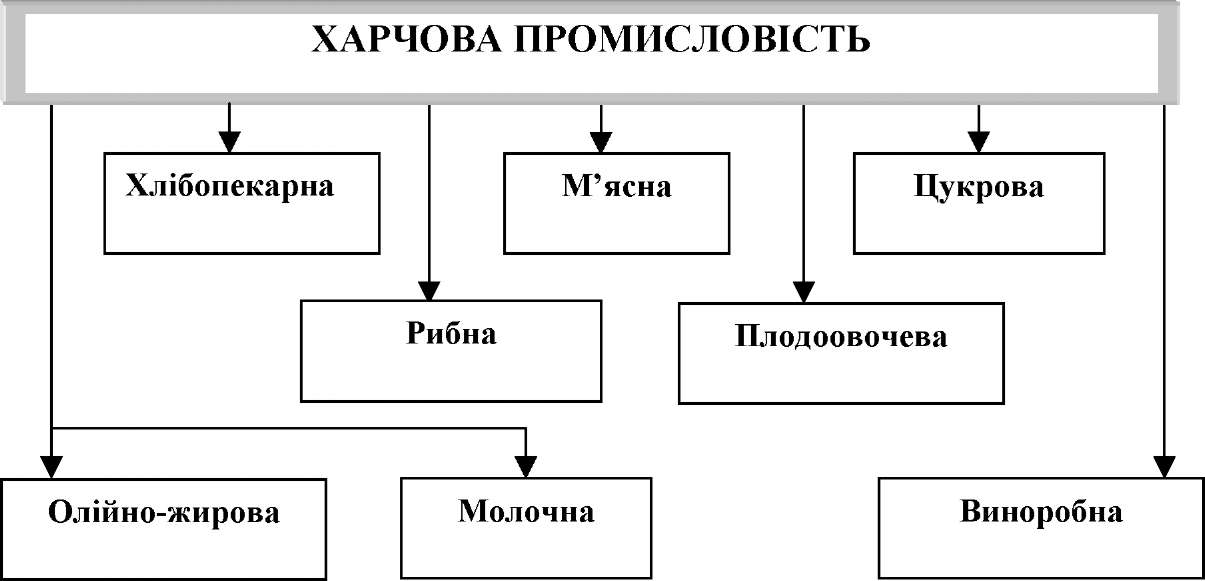 ХАРЧОВА ПРОМИСЛОВІСТЬ
Хлібопекарна
М’ясна
Цукрова
Рибна
Плодоовочева
Олійно-жирова
Молочна
Виноробна